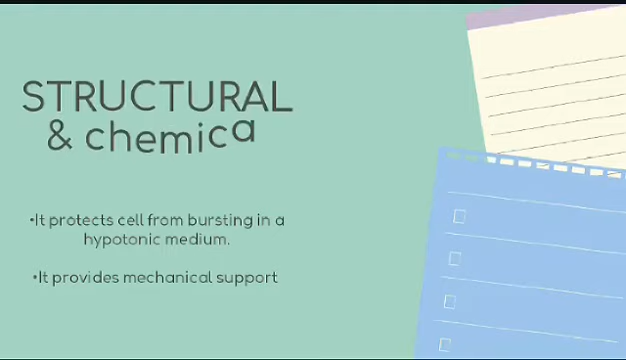 STRUCTURAL
& chemica
•It protects cell from bursting in a
hypotonic medium.
•It provides mechanical support